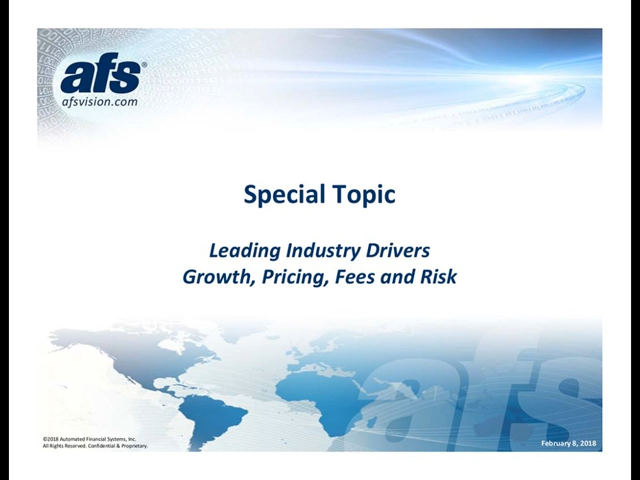 afs®
afsvision.com
Special Topic
Leading Industry Drivers
Growth, Pricing, Fees and Risk
afs
©2018 Automated Financial Systems, Inc.
All Rights Reserved. Confidential & Proprietary.
February 8, 2018